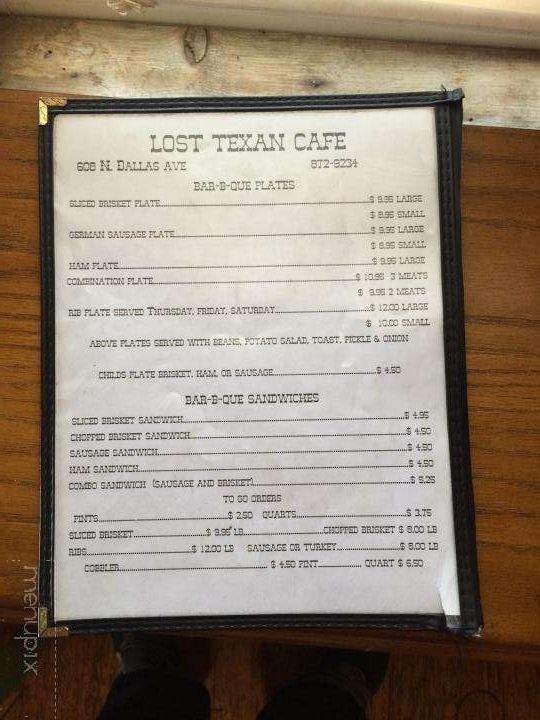 LOST TEXAN CAFE
608 N. DALLAS AVE 872-9234
BAR-B-QUE PLATES
SLICED BRISKET PLATE $ 9.95 LARGE
$ 8.95 SMALL
GERMAN SAUSAGE PLATE $ 9.95 LARGE
$ 8.95 SMALL
HAM PLATE $ 9.95 LARGE
COMBINATION PLATE $ 10.95 3 MEATS
$ 9.95 2 MEATS
RIB PLATE SERVED THURSDAY, FRIDAY, SATURDAY $ 12.00 LARGE
$ 10.00 SMALL
ABOVE PLATES SERVED WITH BEANS, POTATO SALAD, TOAST, PICKLE & ONION
CHILDS PLATE BRISKET, HAM, OR SAUSAGE $ 4.50
BAR-B-QUE SANDWICHES
SLICED BRISKET SANDWICH $ 4.95
CHOPPED BRISKET SANDWICH $ 4.50
SAUSAGE SANDWICH $ 4.50
HAM SANDWICH $ 4.50
COMBO SANDWICH (SAUSAGE AND BRISKET) $ 5.25
TO GO ORDERS
PINTS $ 2.50 QUARTS $ 3.75
SLICED BRISKET $ 9.95 LB CHOPPED BRISKET $ 8.00 LB
RIBS $ 12.00 LB SAUSAGE OR TURKEY $ 8.00 LB
COBBLER $ 4.50 PINT QUART $ 6.50
menupix